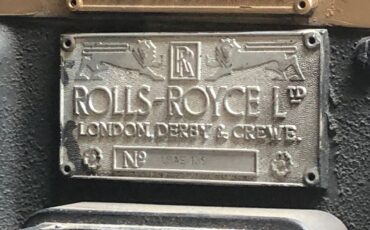 RR
ROLLS-ROYCE LTD
LONDON, DERBY & CREWE.
No